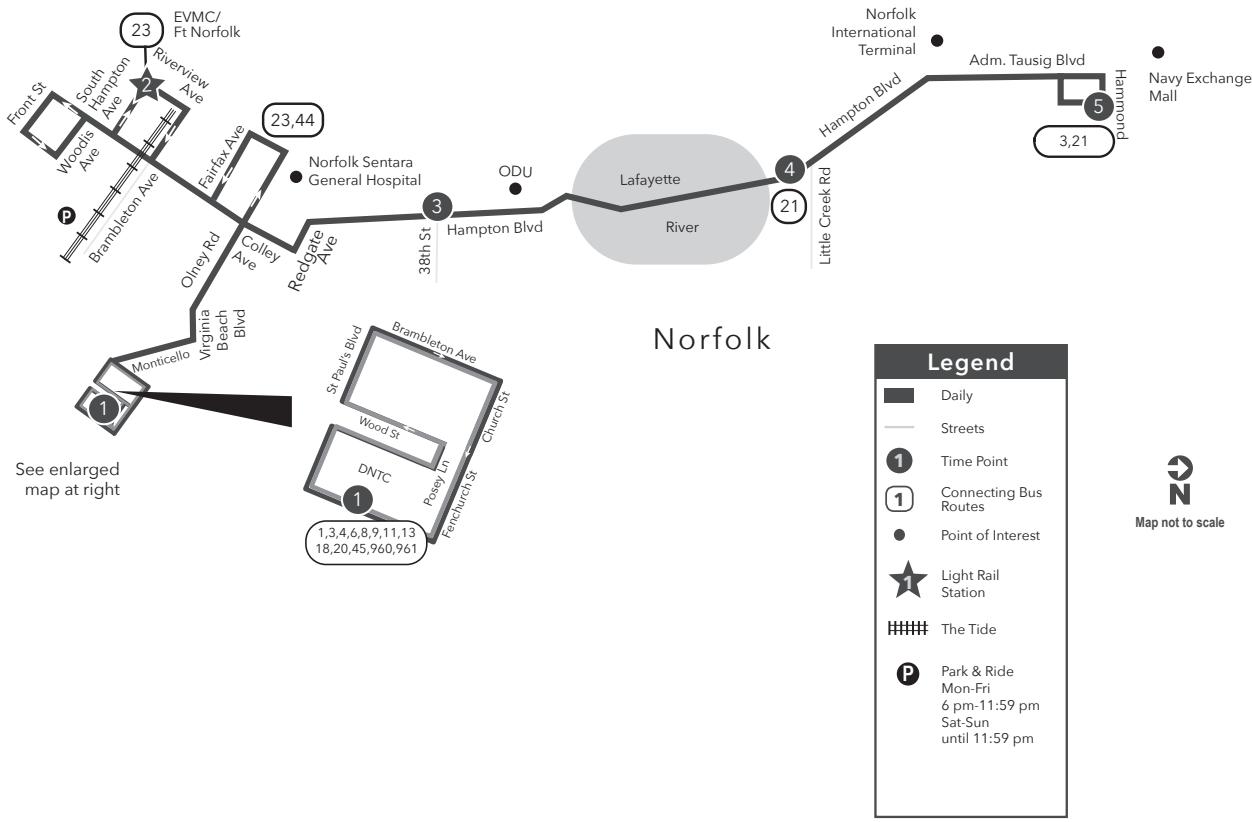 23
EVMC/
Ft Norfolk
Front St
South
Hampton
Ave
2
Riverview
Ave
Woodis
Ave
P
Brambleton Ave
Fairfax Ave
23,44
Norfolk Sentara
General Hospital
Olney Rd
Colley
Ave
Redgate
Ave
Virginia
Beach
Blvd
Monticello
1
See enlarged
map at right
3
38th St
Hampton Blvd
ODU
Lafayette
River
4
21
Little Creek Rd
Hampton Blvd
Norfolk
International
Terminal
Adm. Tausig Blvd
Hammond
5
3,21
Navy Exchange
Mall
Norfolk
St Paul's Blvd
Brambleton Ave
Church St
Wood St
DNTC
Posey Ln
Fenchurch St
1
1,3,4,6,8,9,11,13
18,20,45,960,961
Legend
Daily
Streets
1
Time Point
1
Connecting Bus
Routes
Point of Interest
1
Light Rail
Station
The Tide
P
Park & Ride
Mon-Fri
6 pm-11:59 pm
Sat-Sun
until 11:59 pm
N
Map not to scale